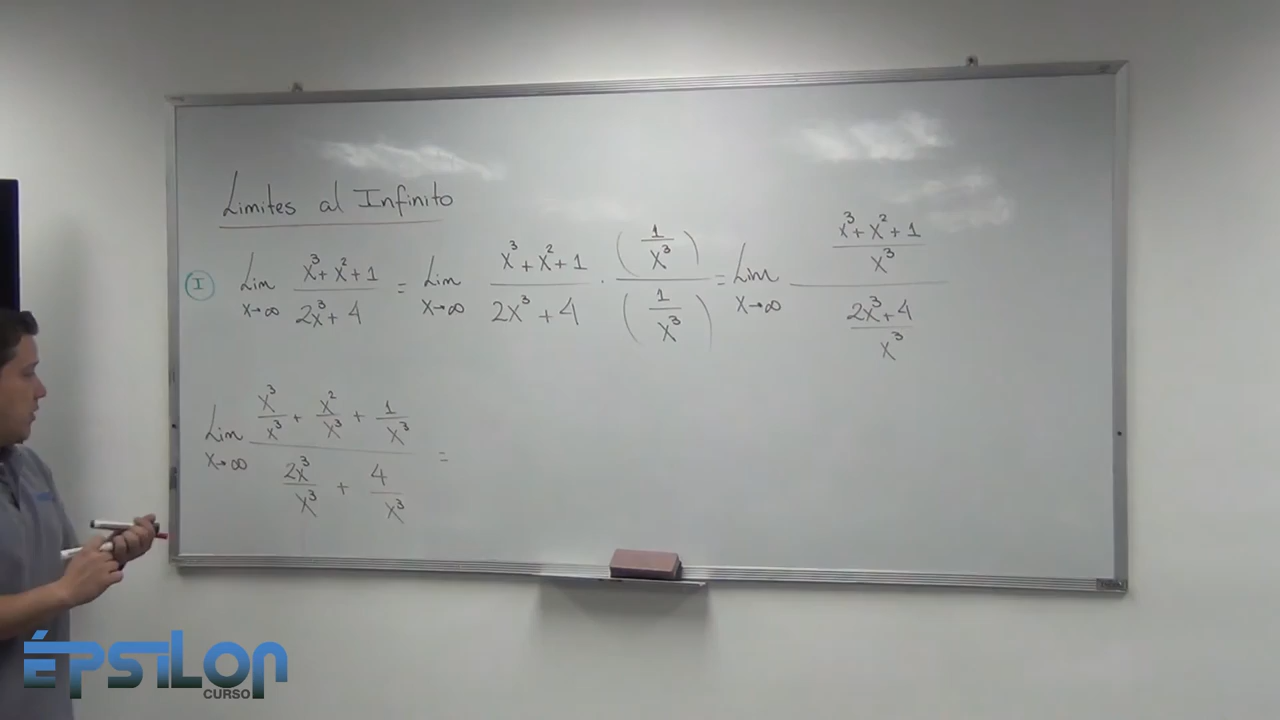 Limites al Infinito
I Lim x→∞ (x³+x²+1)/(2x³+4) = Lim x→∞ (x³+x²+1)/(2x³+4) · (1/x³)/(1/x³) = Lim x→∞ ((x³+x²+1)/x³)/((2x³+4)/x³)
Lim x→∞ (x³/x³ + x²/x³ + 1/x³)/(2x³/x³ + 4/x³) =
ÉPSILON
CURSO